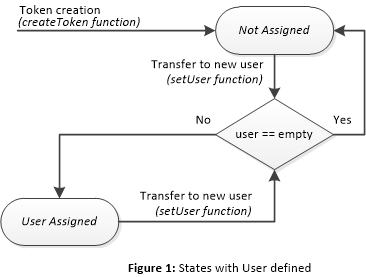 Token creation
(createToken function)
Not Assigned
Transfer to new user
(setUser function)
No
user == empty
Yes
Transfer to new user
(setUser function)
User Assigned
Figure 1: States with User defined